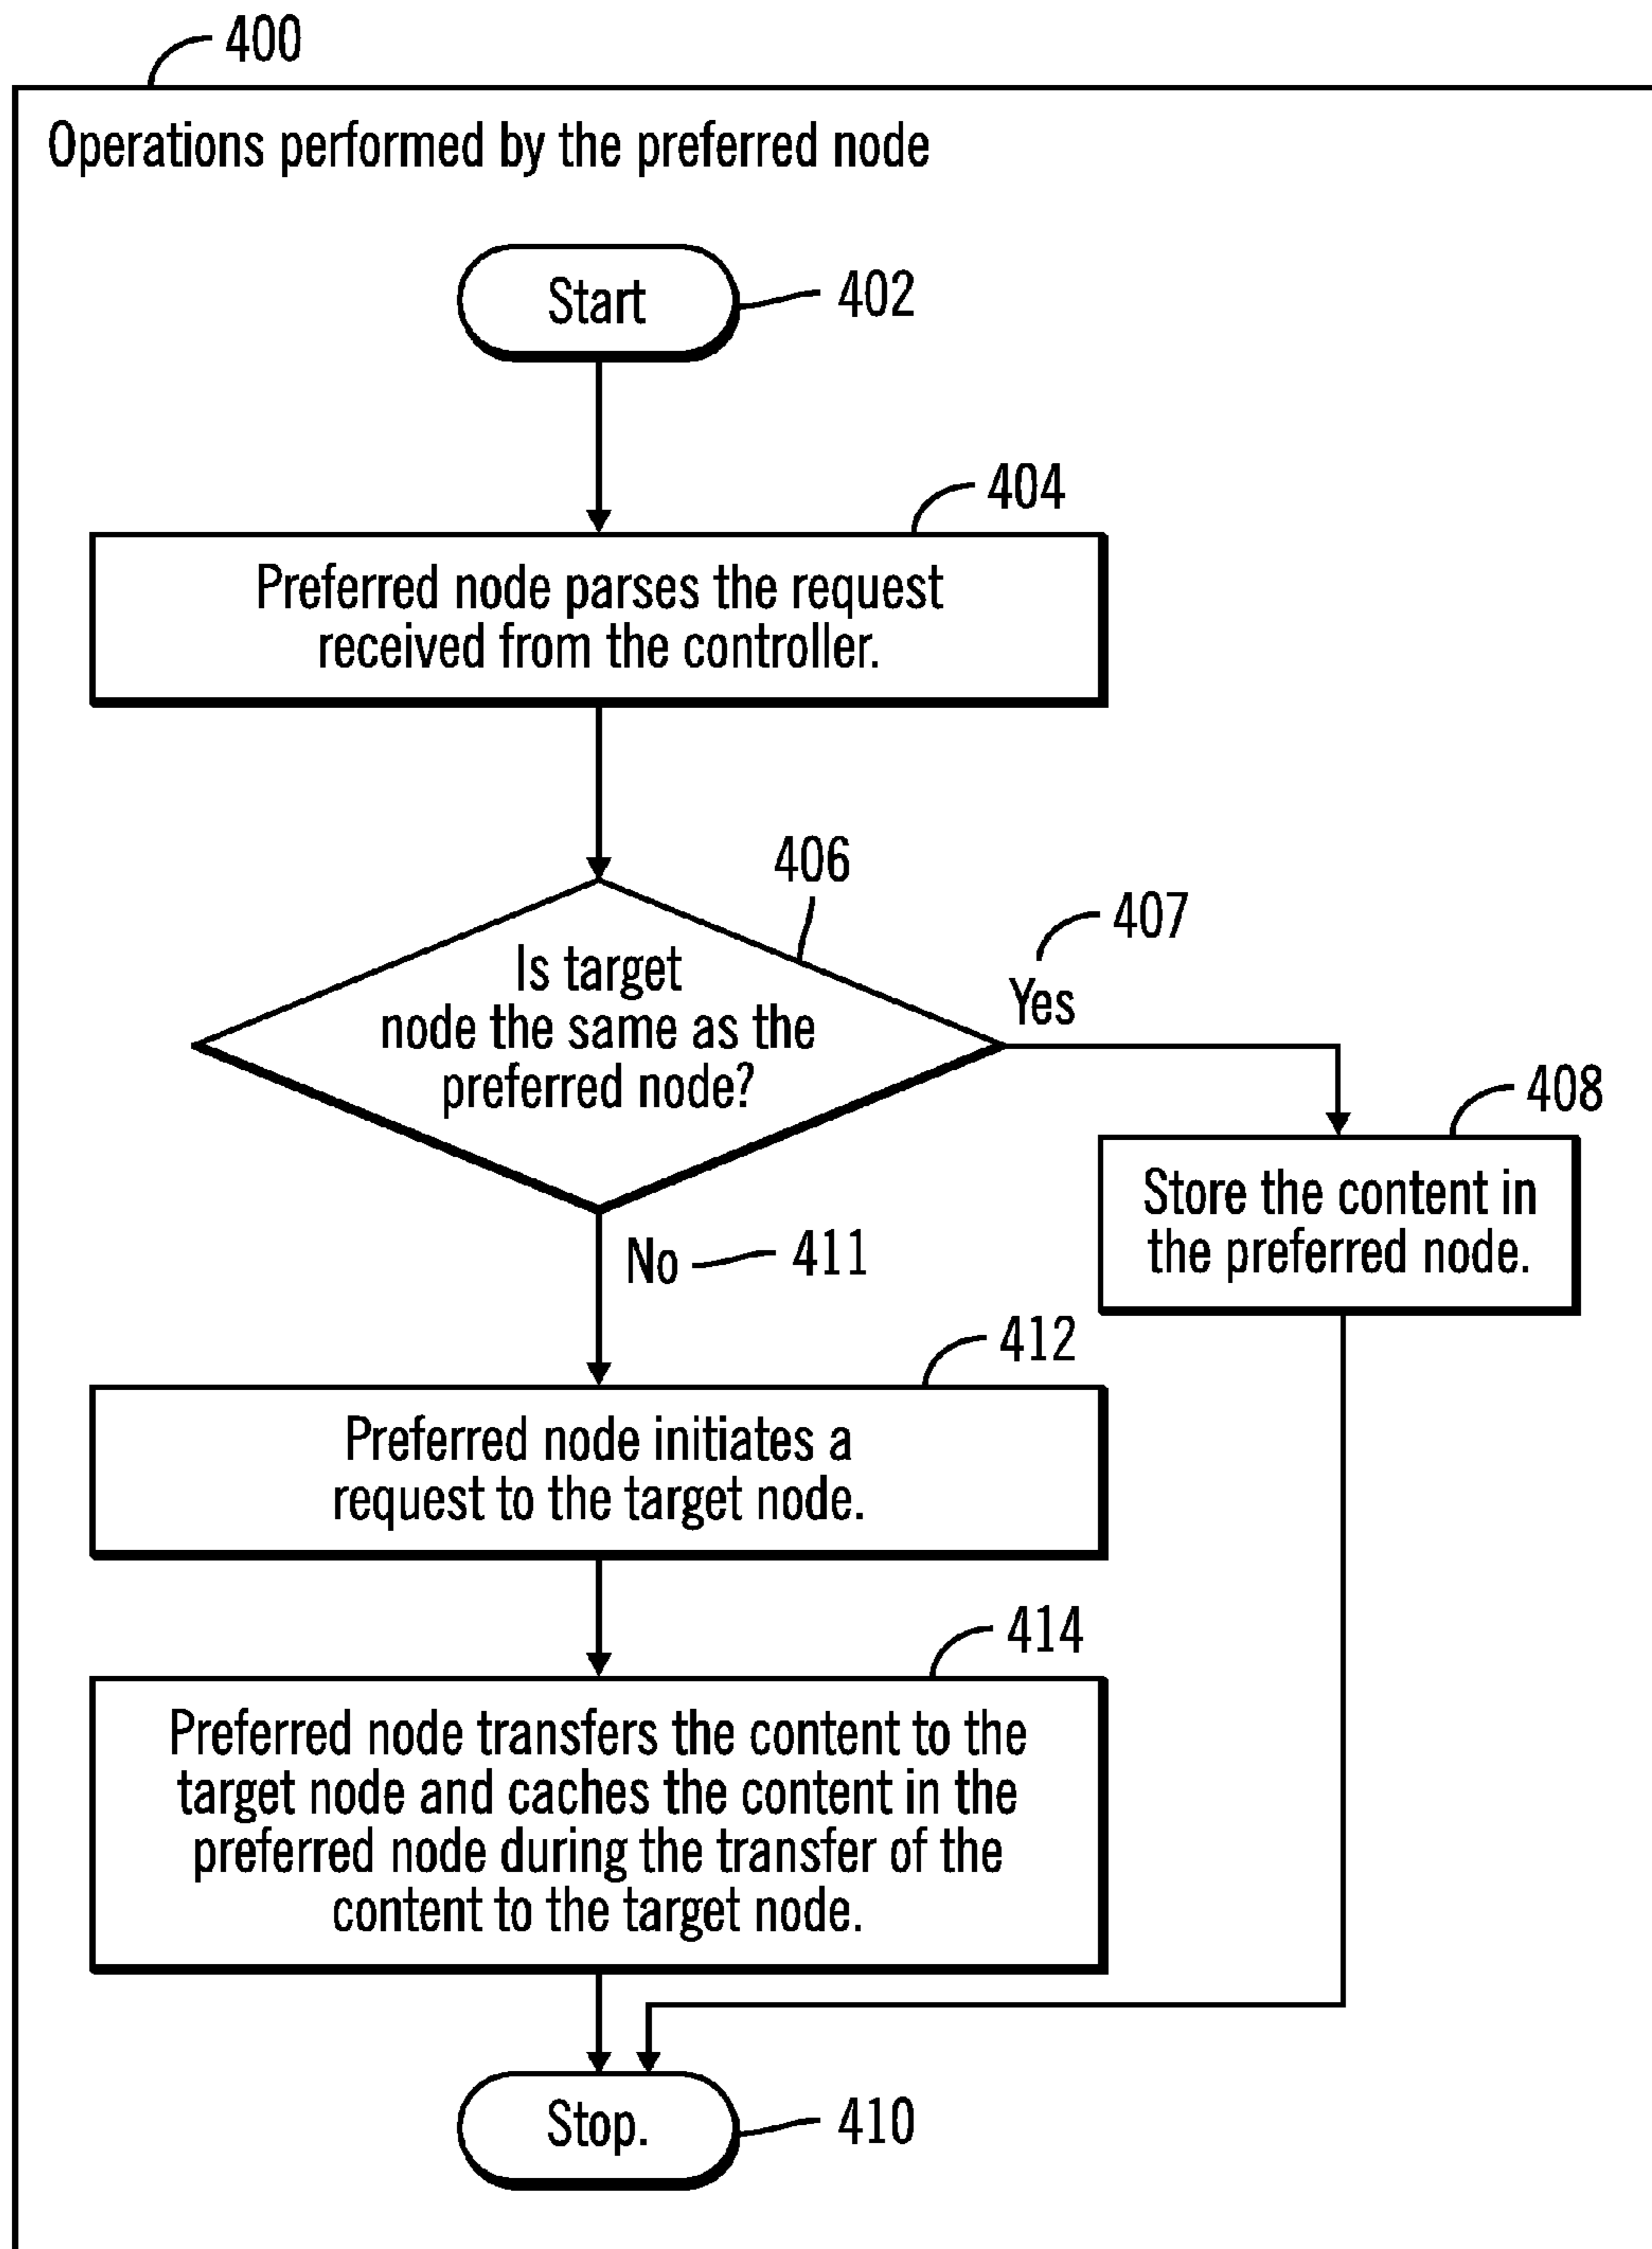 400
Operations performed by the preferred node
Start
402
404
Preferred node parses the request
received from the controller.
406
407
Is target
node the same as the
preferred node?
Yes
408
Store the content in
the preferred node.
No
411
412
Preferred node initiates a
request to the target node.
414
Preferred node transfers the content to the
target node and caches the content in the
preferred node during the transfer of the
content to the target node.
Stop.
410